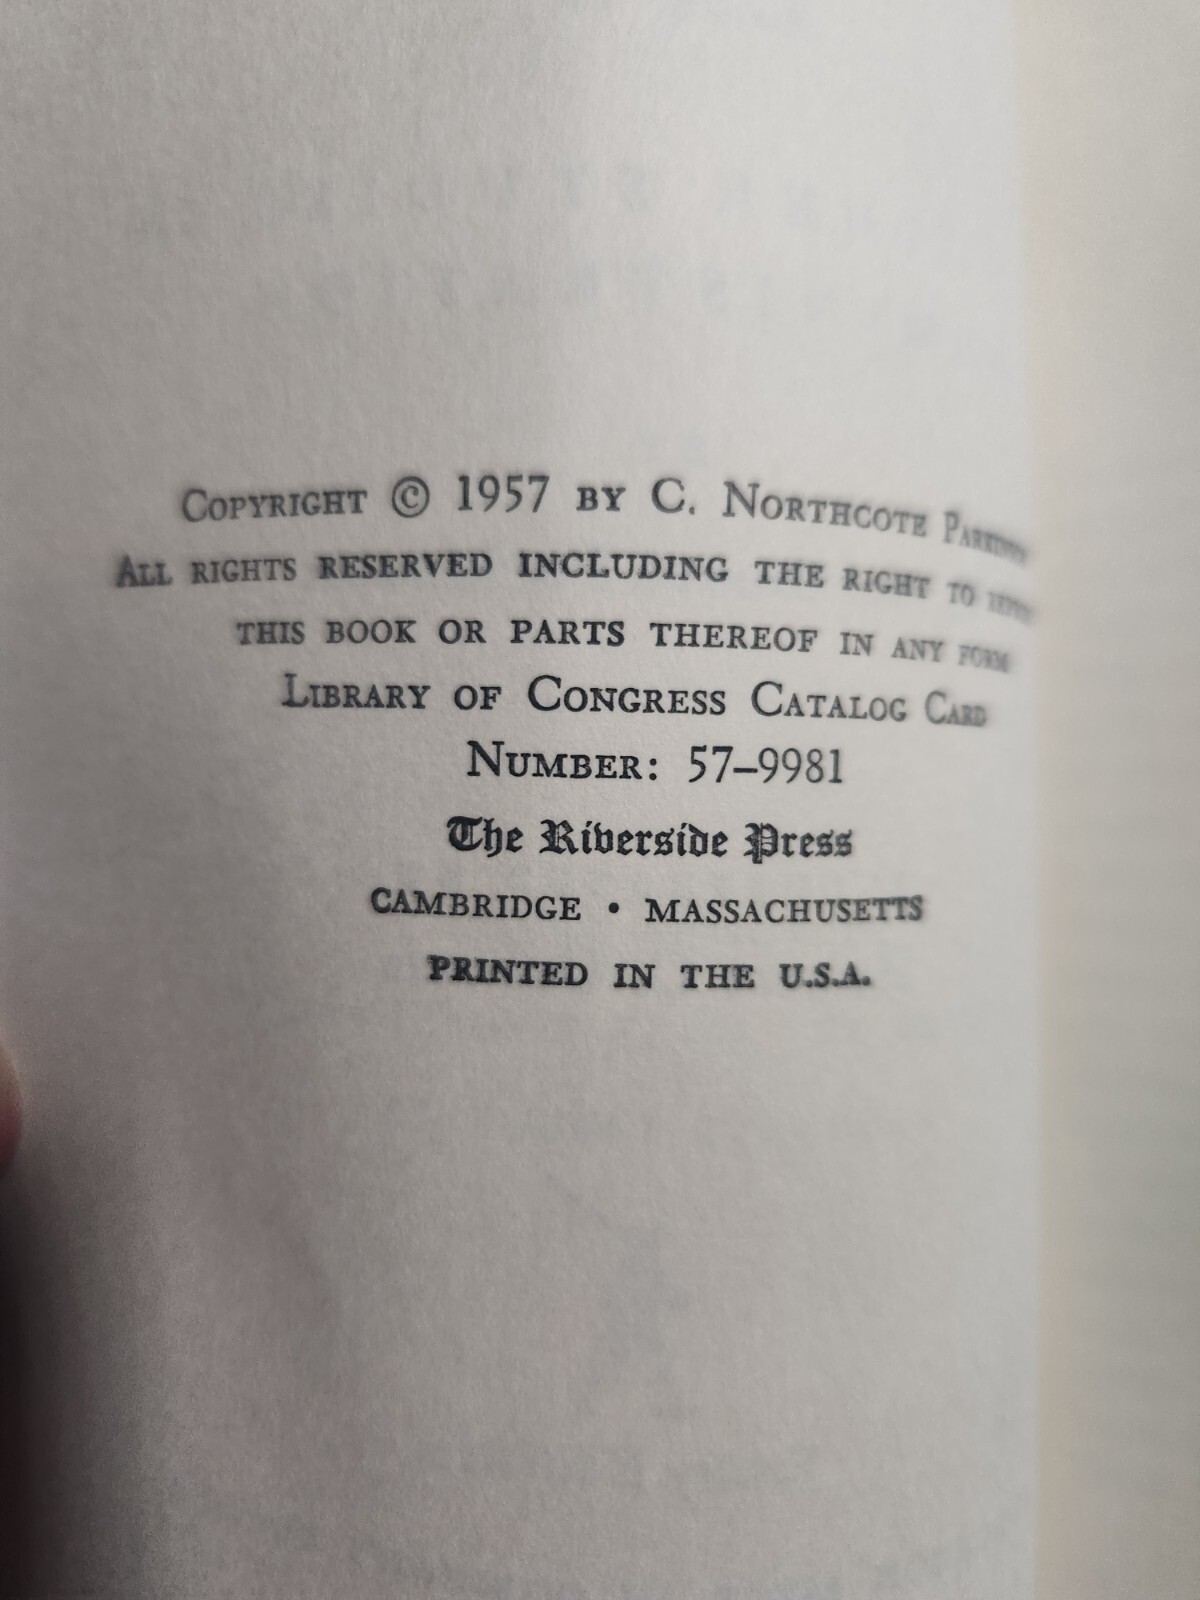 Copyright © 1957 by C. Northcote Parkinson
All rights reserved including the right to
this book or parts thereof in any form
Library of Congress Catalog Card
Number: 57–9981
The Riverside Press
CAMBRIDGE • MASSACHUSETTS
PRINTED IN THE U.S.A.